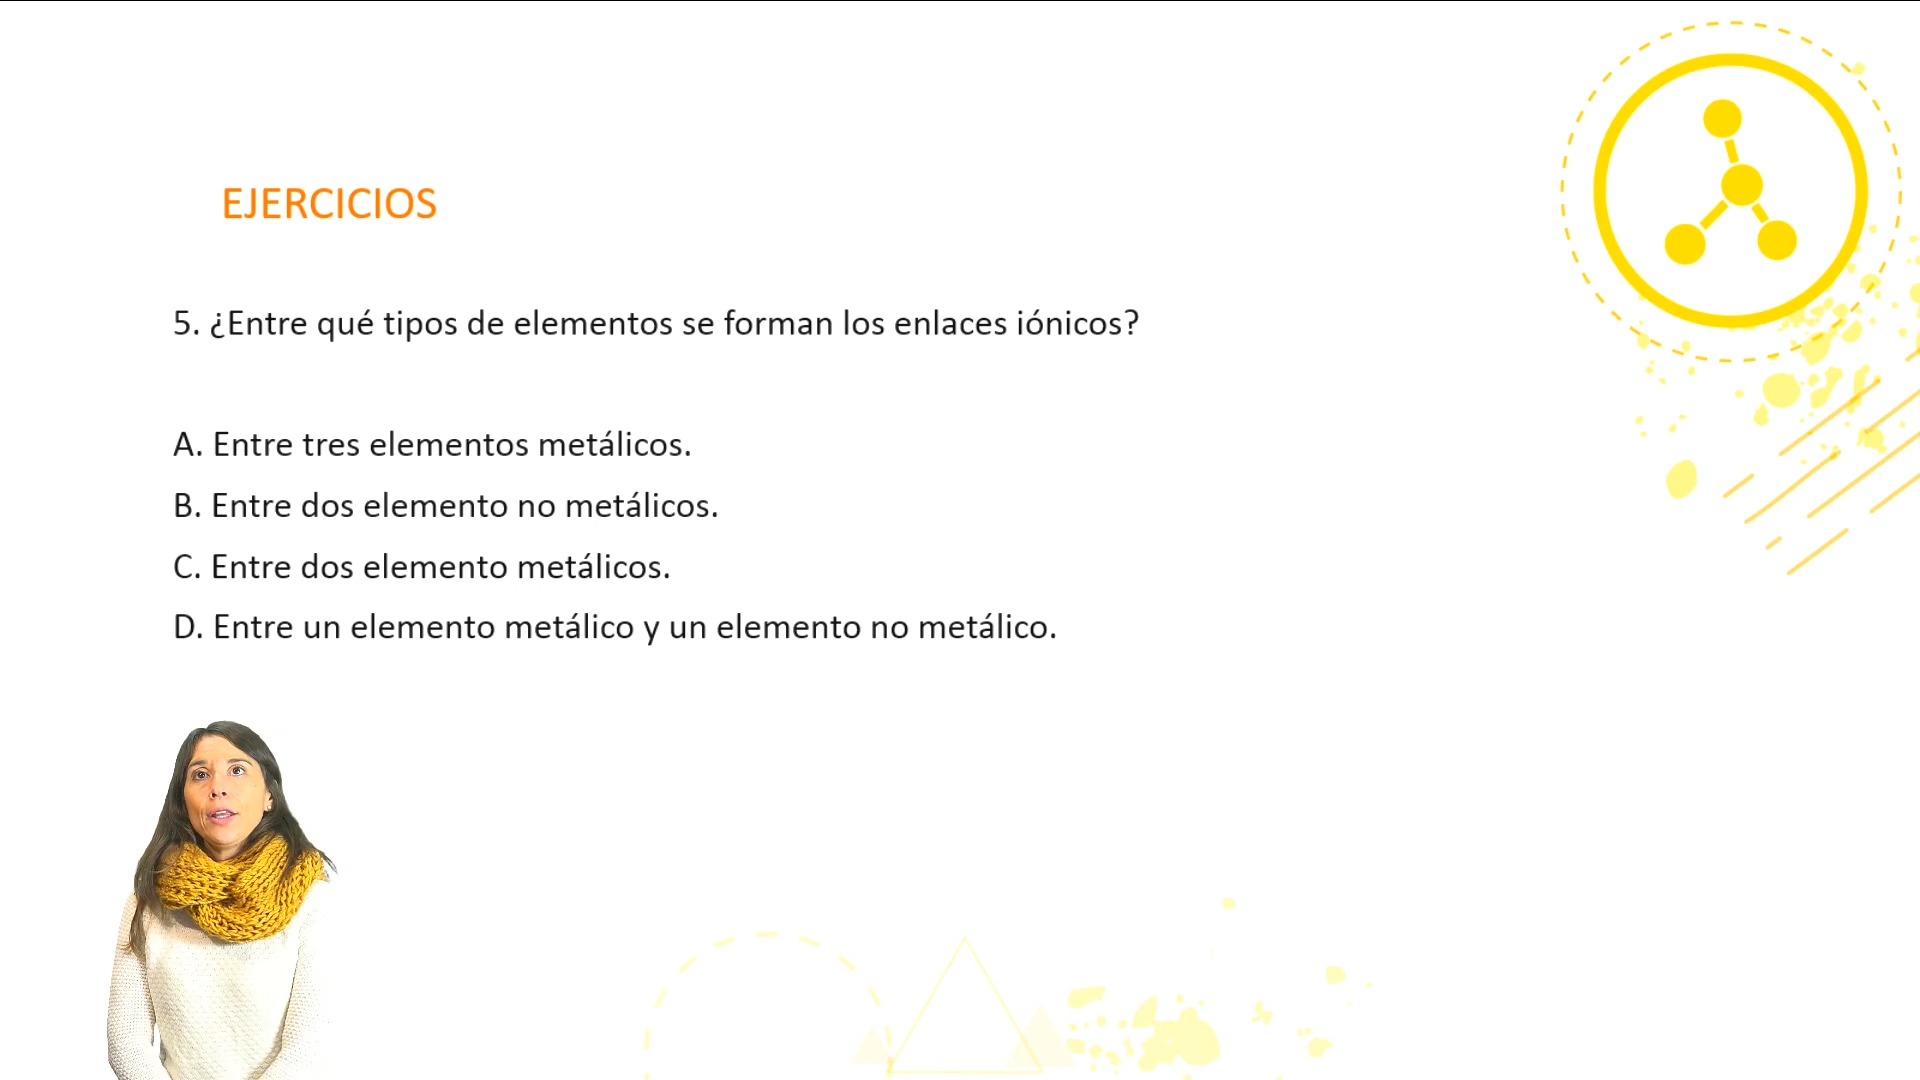 EJERCICIOS
5. ¿Entre qué tipos de elementos se forman los enlaces iónicos?
A. Entre tres elementos metálicos.
B. Entre dos elemento no metálicos.
C. Entre dos elemento metálicos.
D. Entre un elemento metálico y un elemento no metálico.